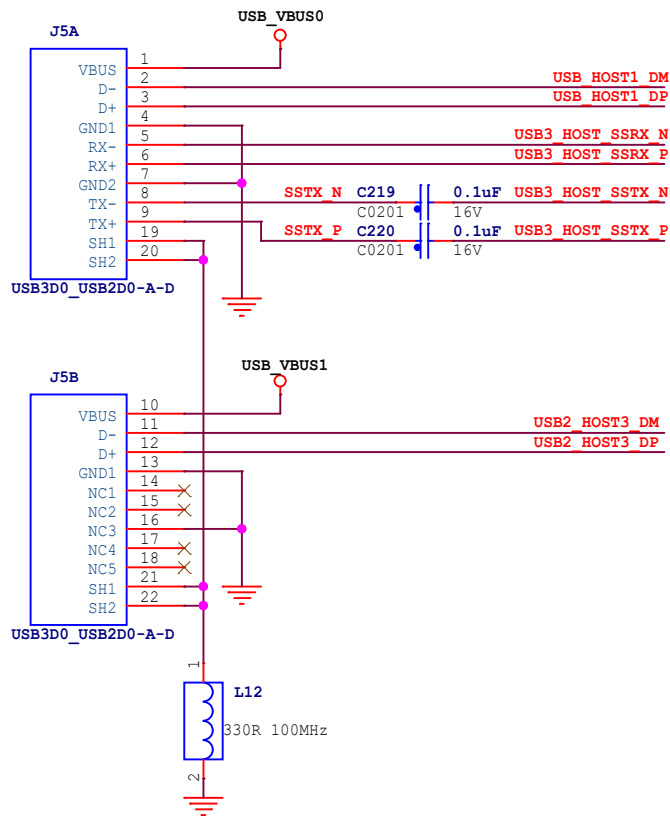 USB_VBUS0
J5A
VBUS 1
D- 2 USB_HOST1_DM
D+ 3 USB_HOST1_DP
GND1 4
RX- 5 USB3_HOST_SSRX_N
RX+ 6 USB3_HOST_SSRX_P
GND2 7
TX- 8 SSTX_N C219 0.1uF USB3_HOST_SSTX_N
C0201 16V
TX+ 9 SSTX_P C220 0.1uF USB3_HOST_SSTX_P
C0201 16V
SH1 19
SH2 20
USB3D0_USB2D0-A-D
USB_VBUS1
J5B
VBUS 10
D- 11 USB2_HOST3_DM
D+ 12 USB2_HOST3_DP
GND1 13
NC1 14
NC2 15
NC3 16
NC4 17
NC5 18
SH1 21
SH2 22
USB3D0_USB2D0-A-D
1
L12
330R 100MHz
2